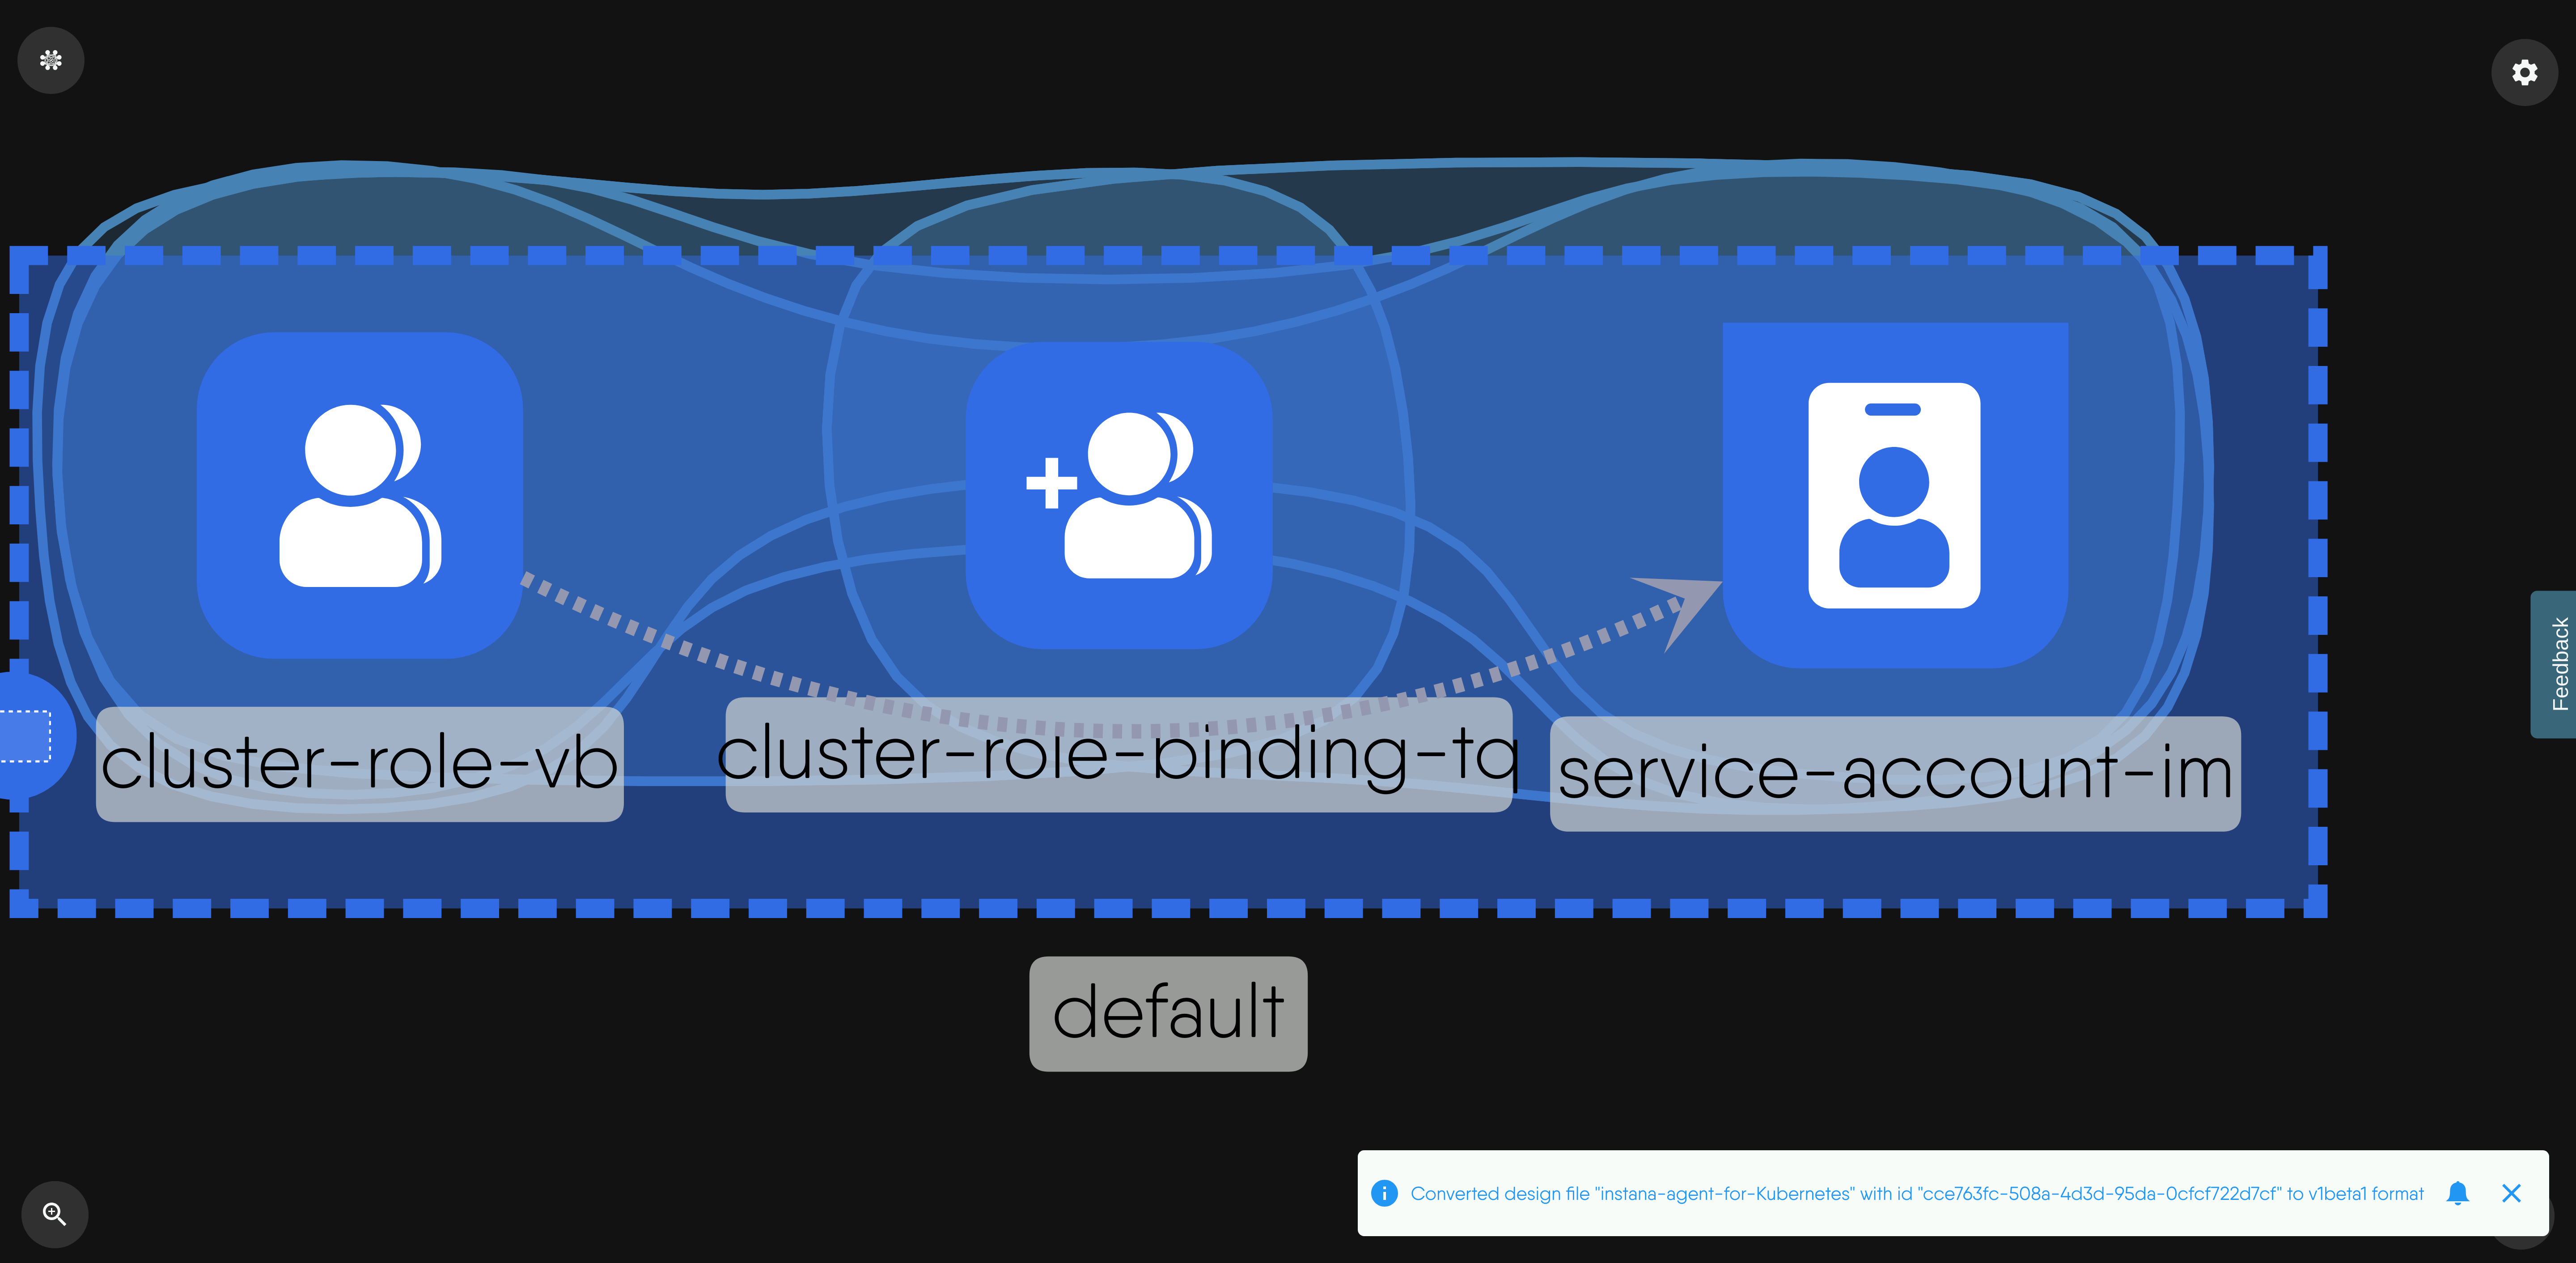 cluster-role-vb
cluster-role-binding-tq
service-account-im
default
Feedback
Converted design file "instana-agent-for-Kubernetes" with id "cce763fc-508a-4d3d-95da-0cfcf722d7cf" to v1beta1 format